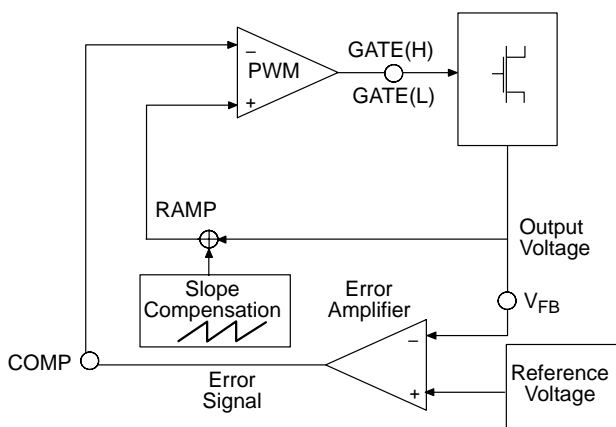 GATE(H)
−
PWM
+
GATE(L)
RAMP
Output
Voltage
Slope
Compensation
Error
Amplifier
VFB
−
+
COMP
Error
Signal
Reference
Voltage